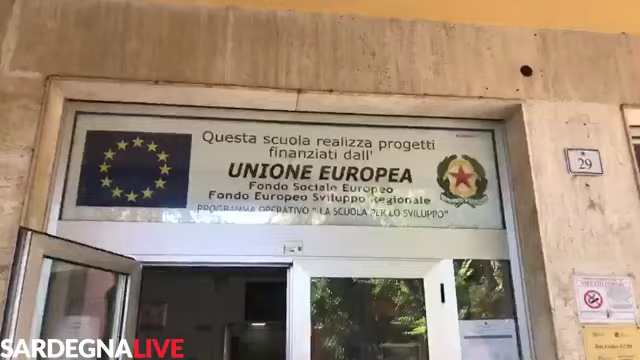 Questa scuola realizza progetti
finanziati dall'
UNIONE EUROPEA
Fondo Sociale Europeo
Fondo Europeo Sviluppo Regionale
PROGRAMMA OPERATIVO " LA SCUOLA PER LO SVILUPPO"
29
SARDEGNALIVE